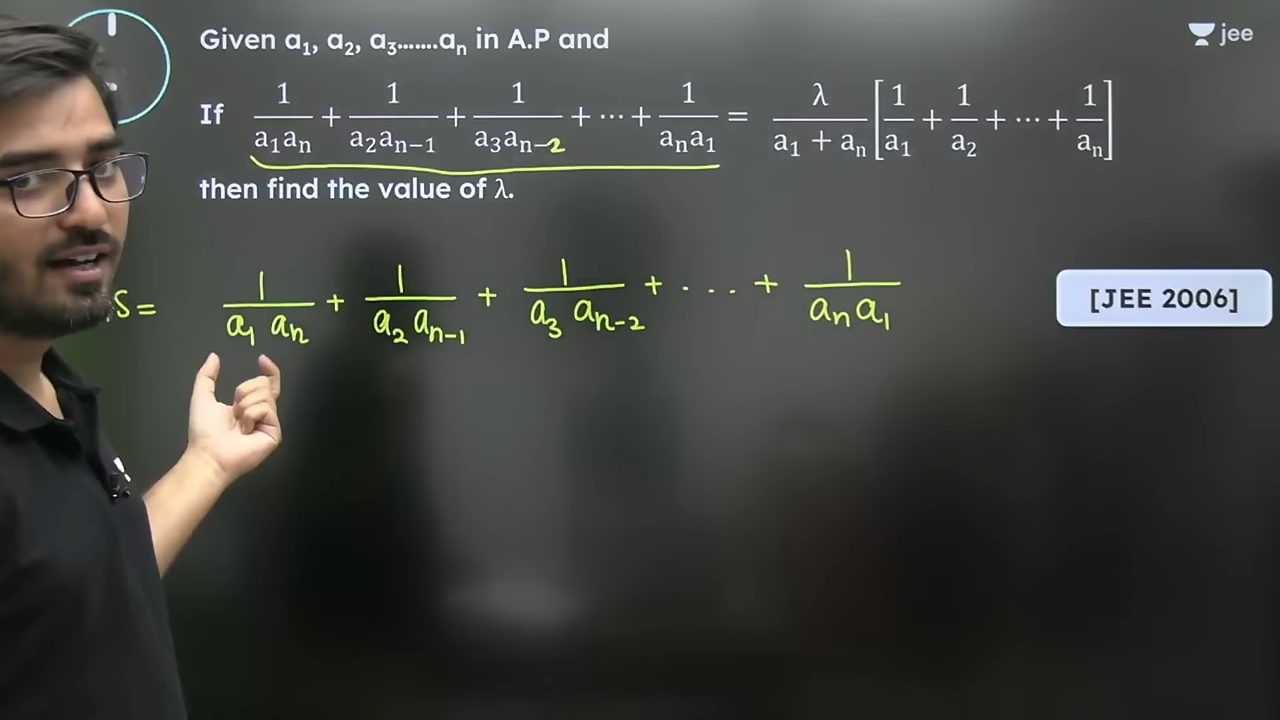 Given a₁, a₂, a₃.......aₙ in A.P and
jee
If 1/(a₁aₙ) + 1/(a₂aₙ₋₁) + 1/(a₃aₙ₋₂) + ⋯ + 1/(aₙa₁) = λ/(a₁ + aₙ) [1/a₁ + 1/a₂ + ⋯ + 1/aₙ]
then find the value of λ.
S = 1/(a₁ aₙ) + 1/(a₂ aₙ₋₁) + 1/(a₃ aₙ₋₂) + . . . + 1/(aₙ a₁)
[JEE 2006]